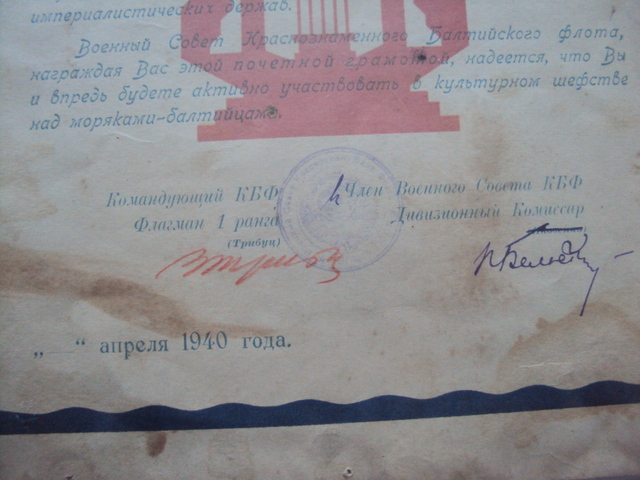 империалистических держав.
Военный Совет Краснознаменного Балтийского флота,
награждая Вас этой почетной грамотой, надеется, что Вы
и впредь будете активно участвовать в культурном шефстве
над моряками-балтийцами.
Командующий КБФ
Флагман 1 ранга
(Трибуц)
Член Военного Совета КБФ
Дивизионный Комиссар
„—“ апреля 1940 года.